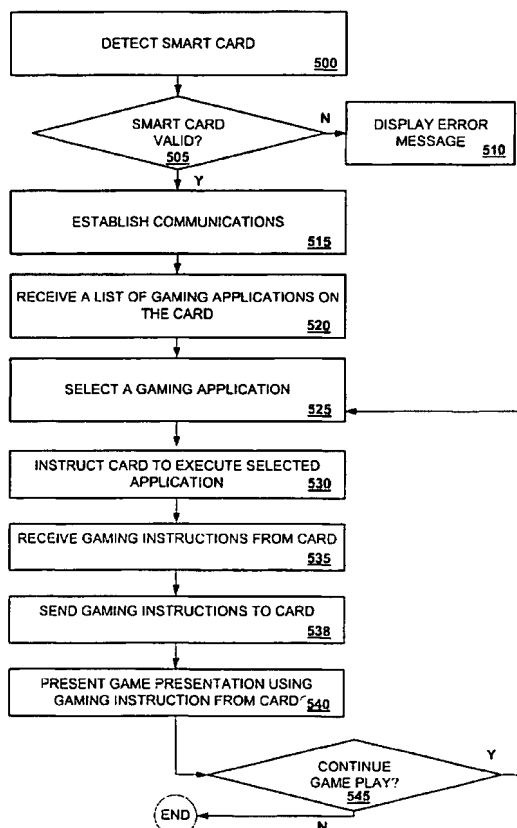 DETECT SMART CARD
500
SMART CARD
VALID?
505
N
DISPLAY ERROR
MESSAGE
510
Y
ESTABLISH COMMUNICATIONS
515
RECEIVE A LIST OF GAMING APPLICATIONS ON
THE CARD
520
SELECT A GAMING APPLICATION
525
INSTRUCT CARD TO EXECUTE SELECTED
APPLICATION
530
RECEIVE GAMING INSTRUCTIONS FROM CARD
535
SEND GAMING INSTRUCTIONS TO CARD
538
PRESENT GAME PRESENTATION USING
GAMING INSTRUCTION FROM CARD
540
CONTINUE
GAME PLAY?
545
Y
N
END